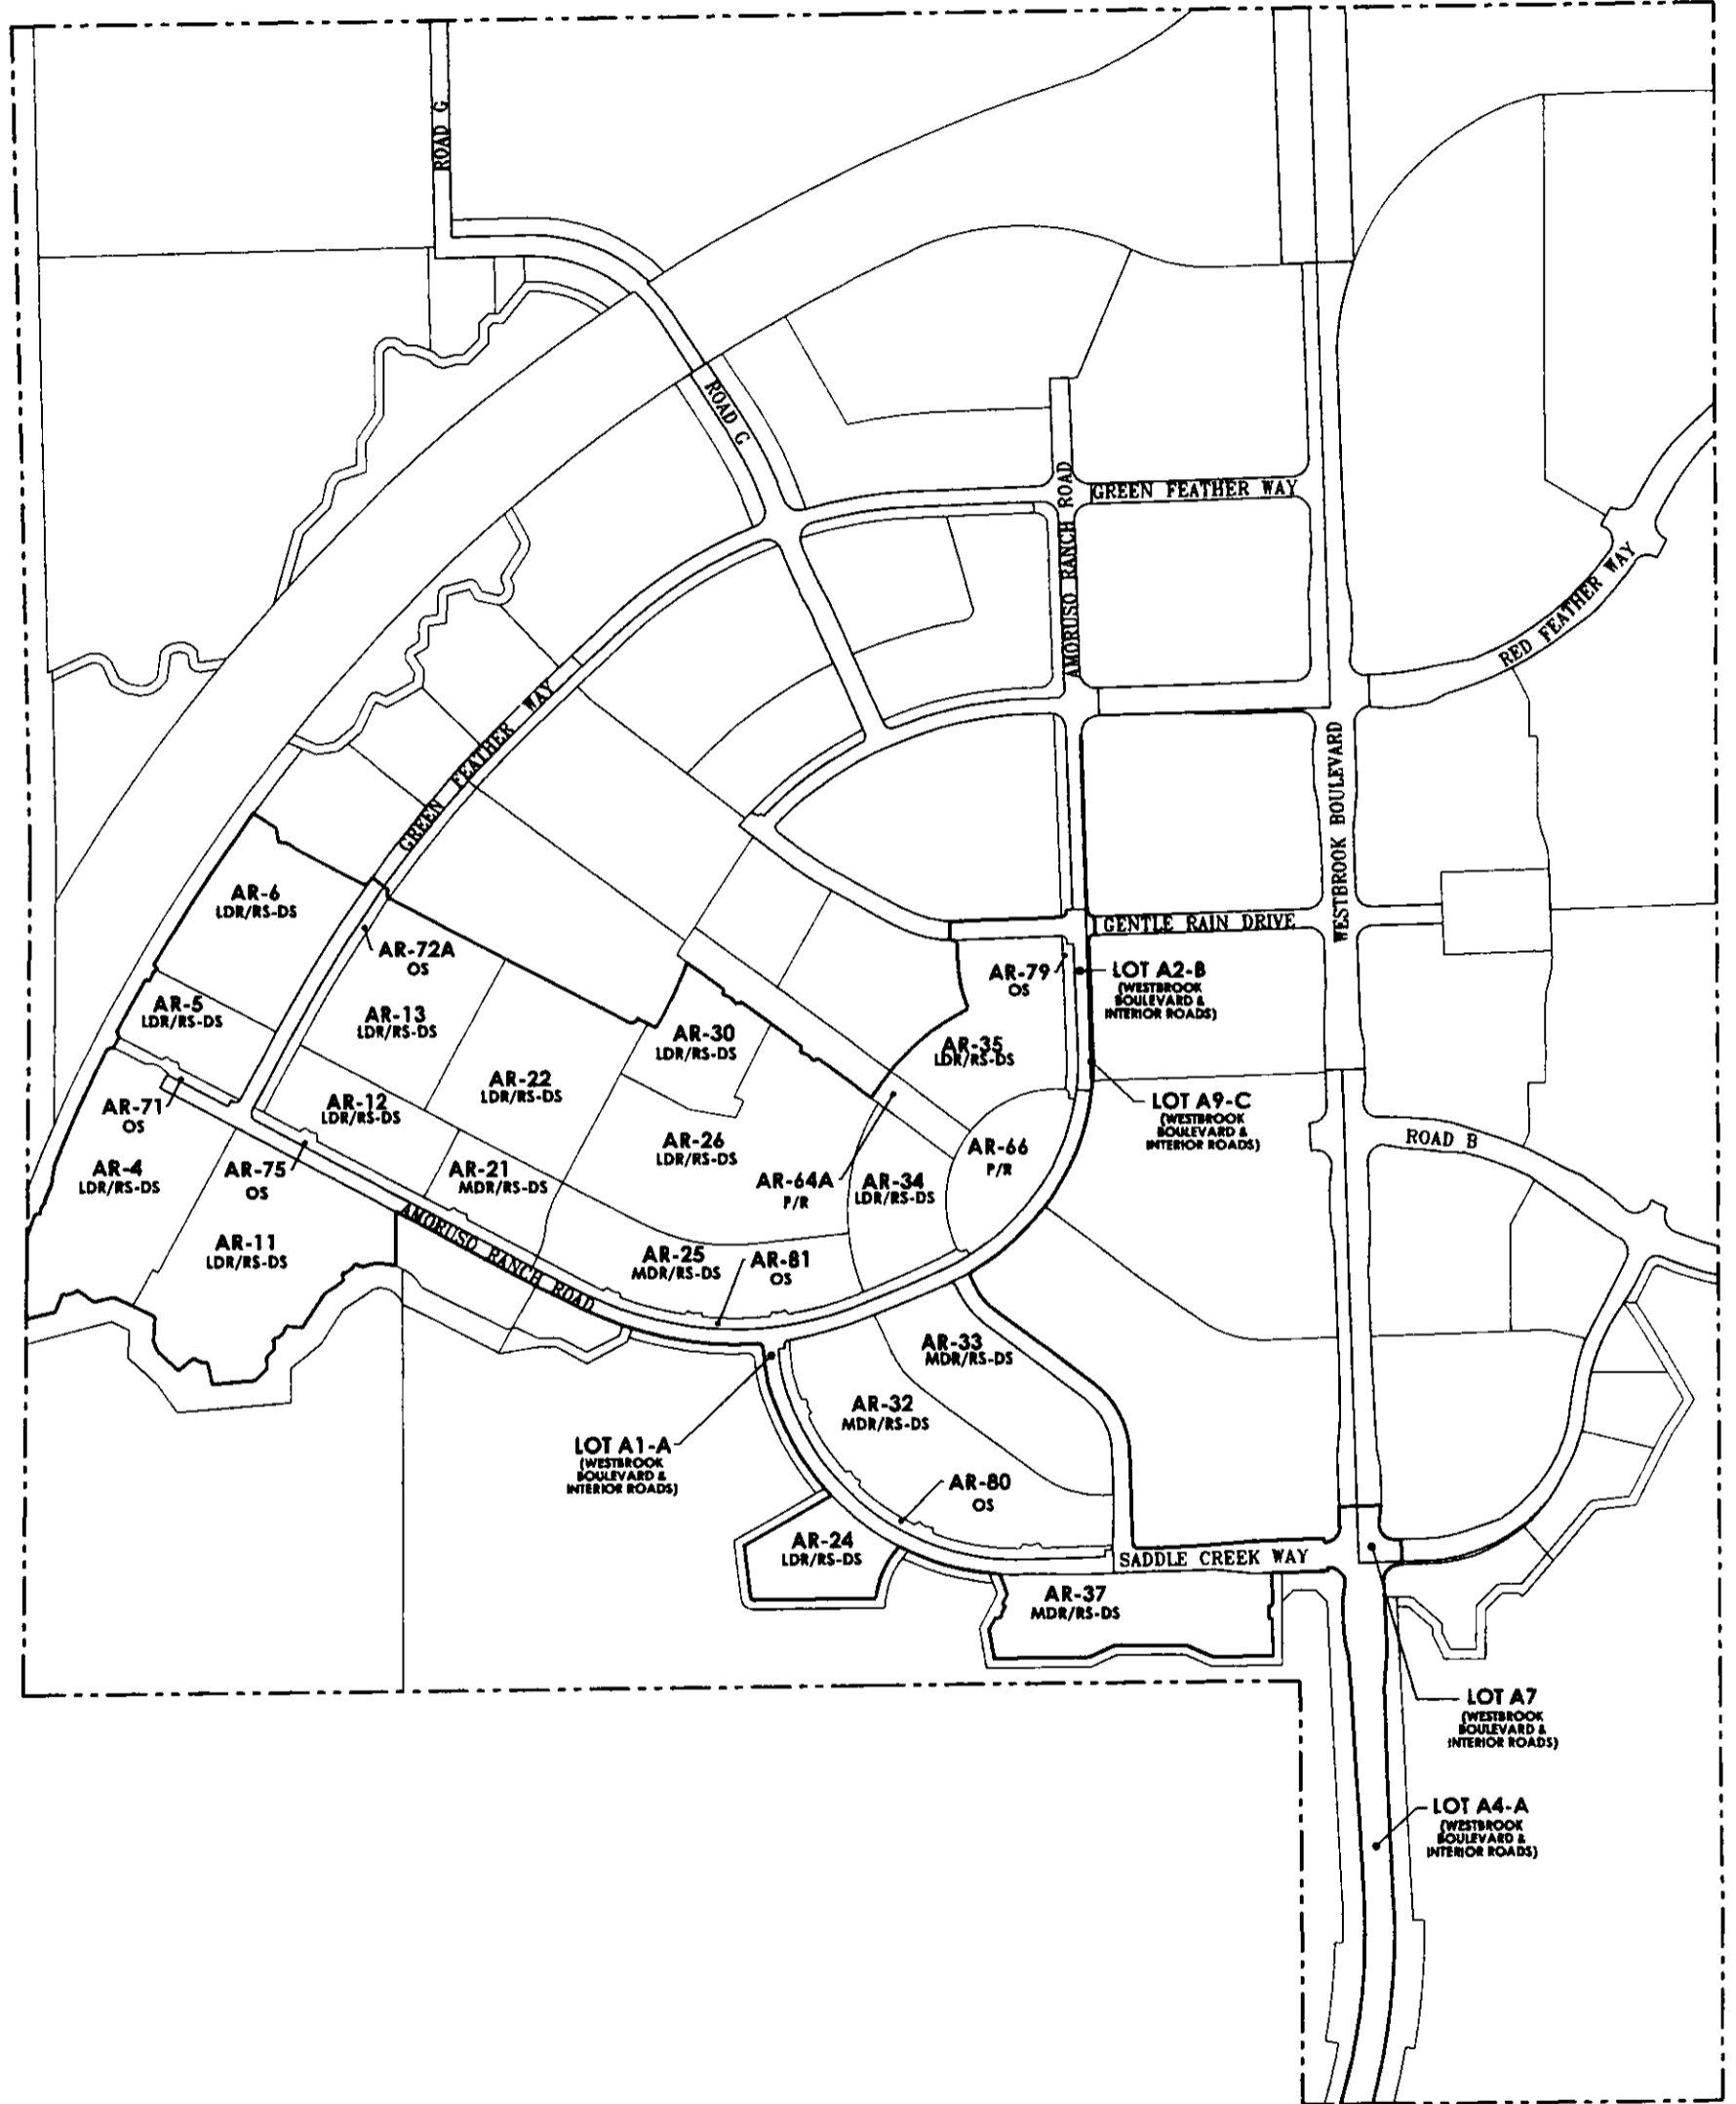 ROAD G
ROAD G
AMORUSO RANCH ROAD
GREEN FEATHER WAY
RED FEATHER WAY
GREEN FEATHER WAY
WESTBROOK BOULEVARD
AR-6
LDR/RS-DS
AR-72A
OS
GENTLE RAIN DRIVE
AR-79
OS
LOT A2-B
(WESTBROOK
BOULEVARD &
INTERIOR ROADS)
AR-5
LDR/RS-DS
AR-13
LDR/RS-DS
AR-30
LDR/RS-DS
AR-35
LDR/RS-DS
AR-22
LDR/RS-DS
AR-71
OS
AR-12
LDR/RS-DS
LOT A9-C
(WESTBROOK
BOULEVARD &
INTERIOR ROADS)
ROAD B
AR-4
LDR/RS-DS
AR-75
OS
AR-21
MDR/RS-DS
AR-26
LDR/RS-DS
AR-64A
P/R
AR-34
LDR/RS-DS
AR-66
P/R
AMORUSO RANCH ROAD
AR-11
LDR/RS-DS
AR-25
MDR/RS-DS
AR-81
OS
AR-33
MDR/RS-DS
AR-32
MDR/RS-DS
LOT A1-A
(WESTBROOK
BOULEVARD &
INTERIOR ROADS)
AR-80
OS
AR-24
LDR/RS-DS
SADDLE CREEK WAY
AR-37
MDR/RS-DS
LOT A7
(WESTBROOK
BOULEVARD &
INTERIOR ROADS)
LOT A4-A
(WESTBROOK
BOULEVARD &
INTERIOR ROADS)